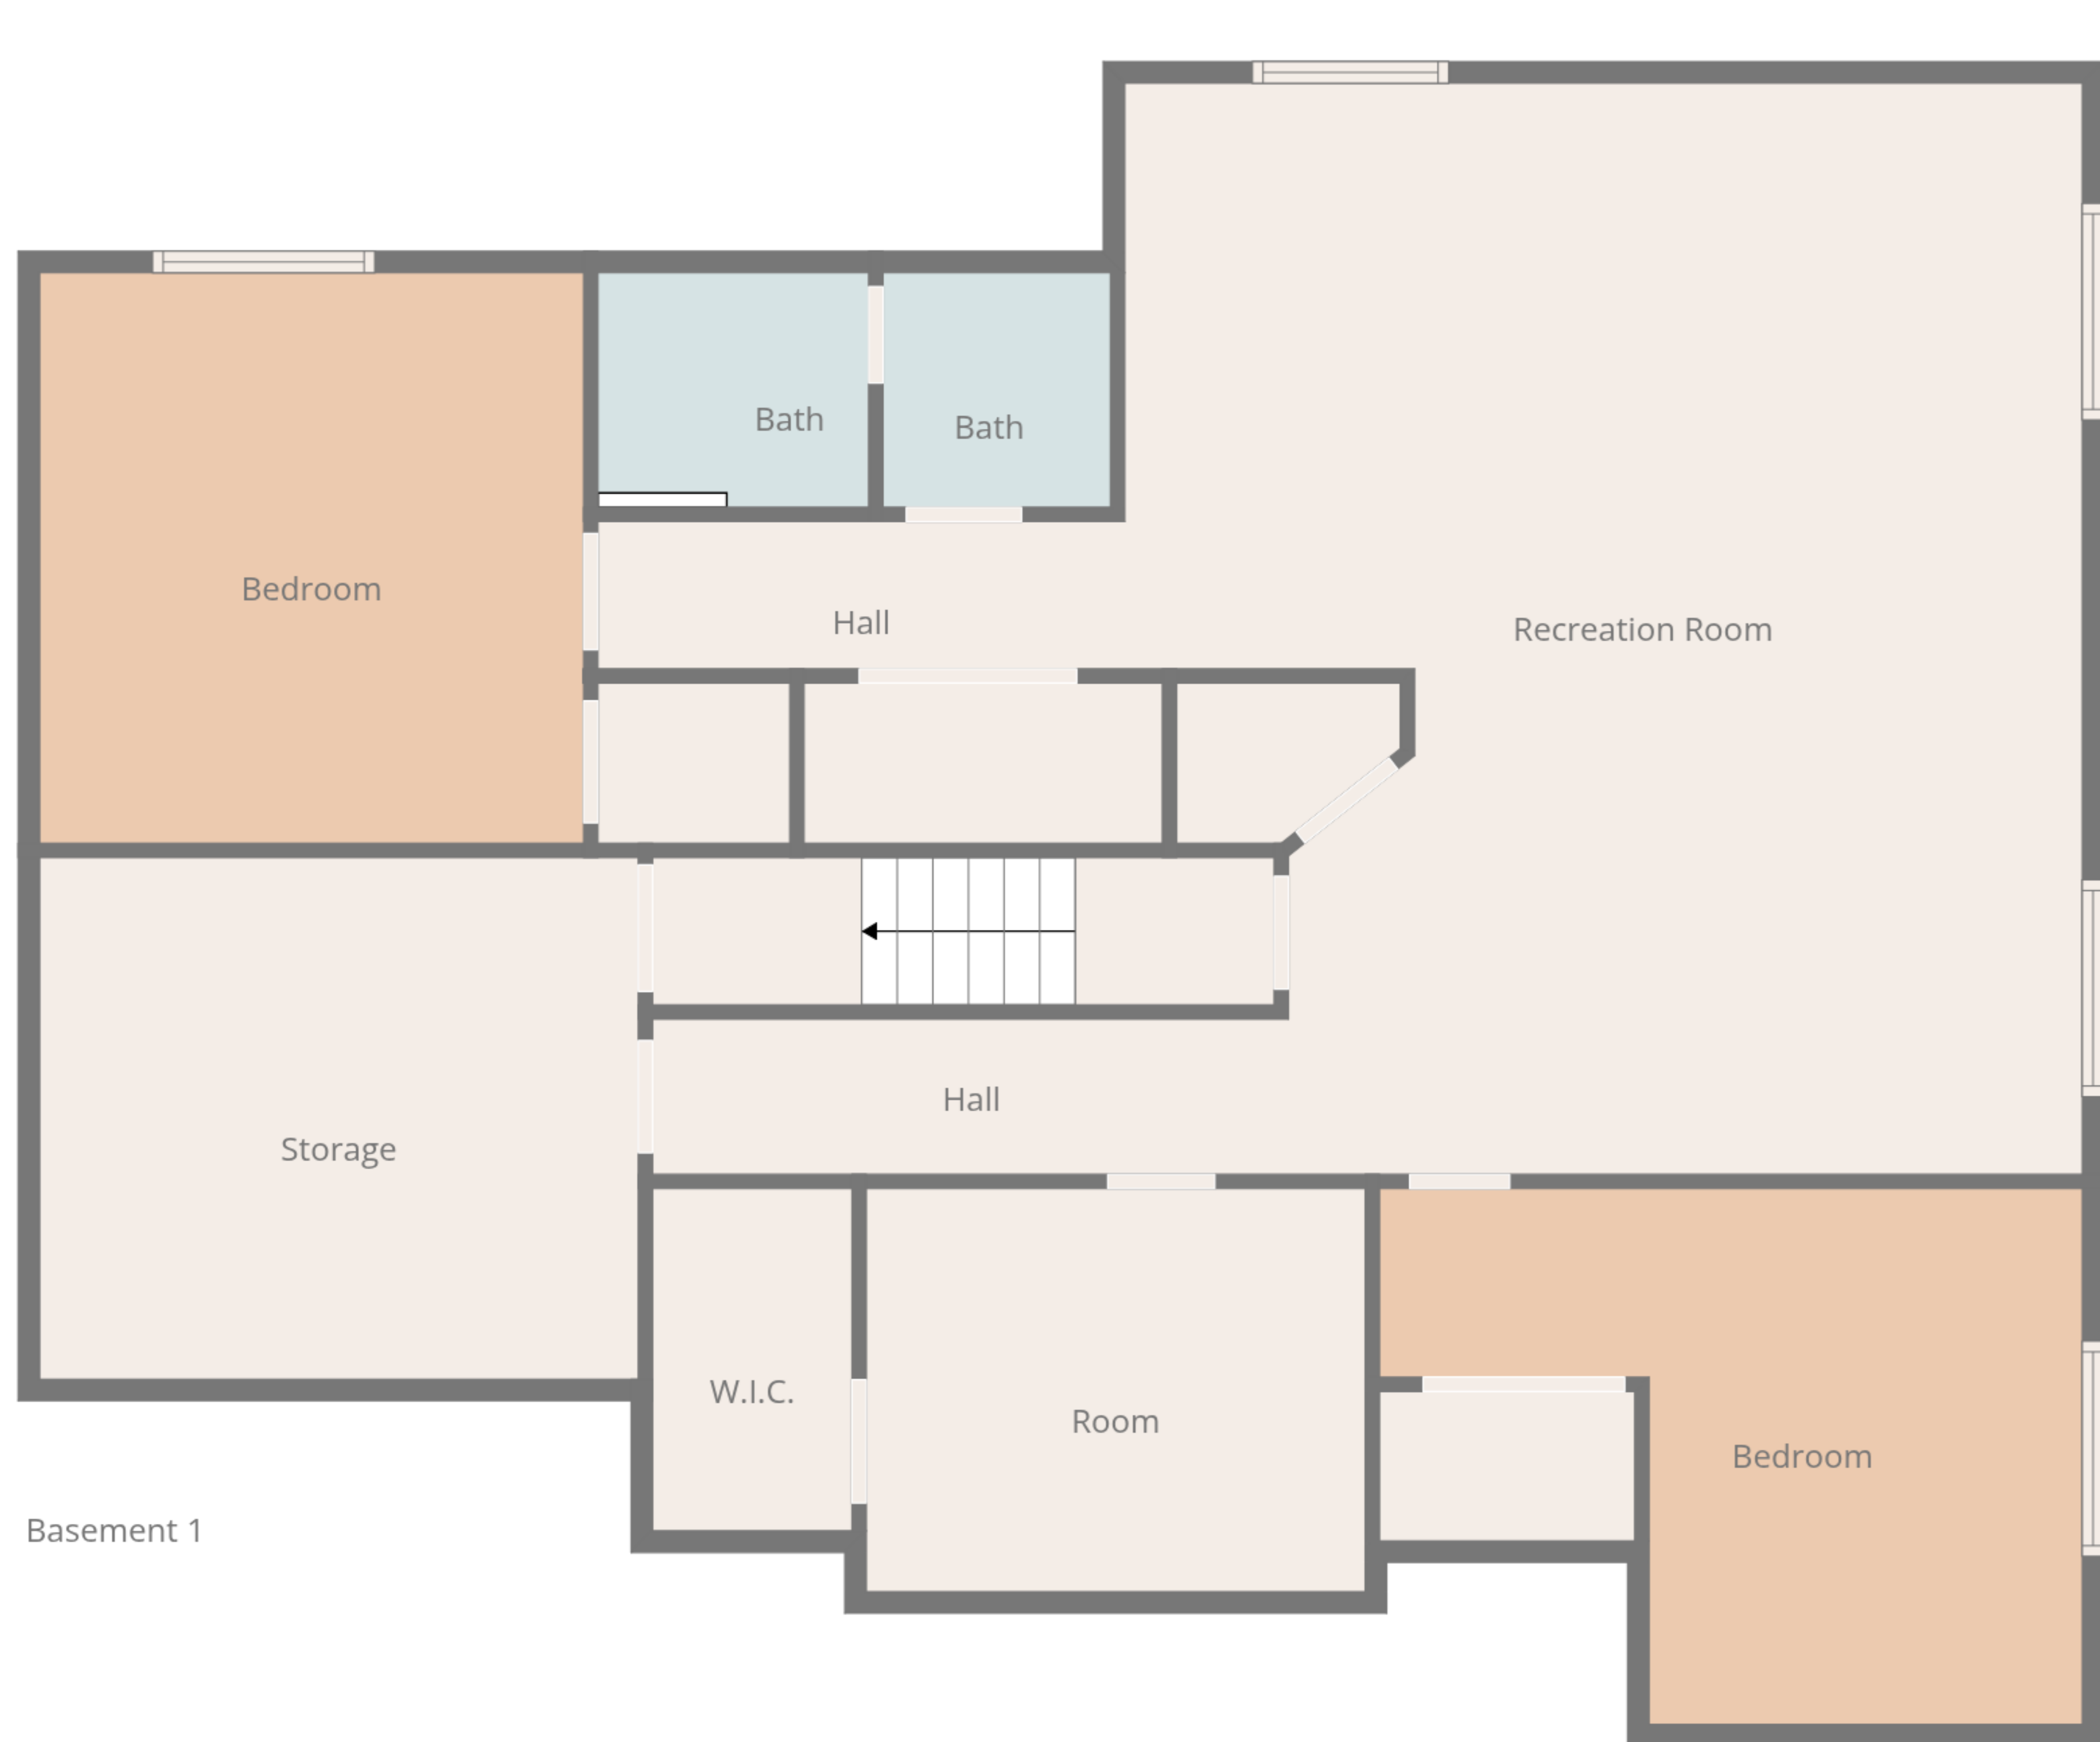 Bath
Bath
Bedroom
Hall
Recreation Room
Hall
Storage
W.I.C.
Room
Bedroom
Basement 1